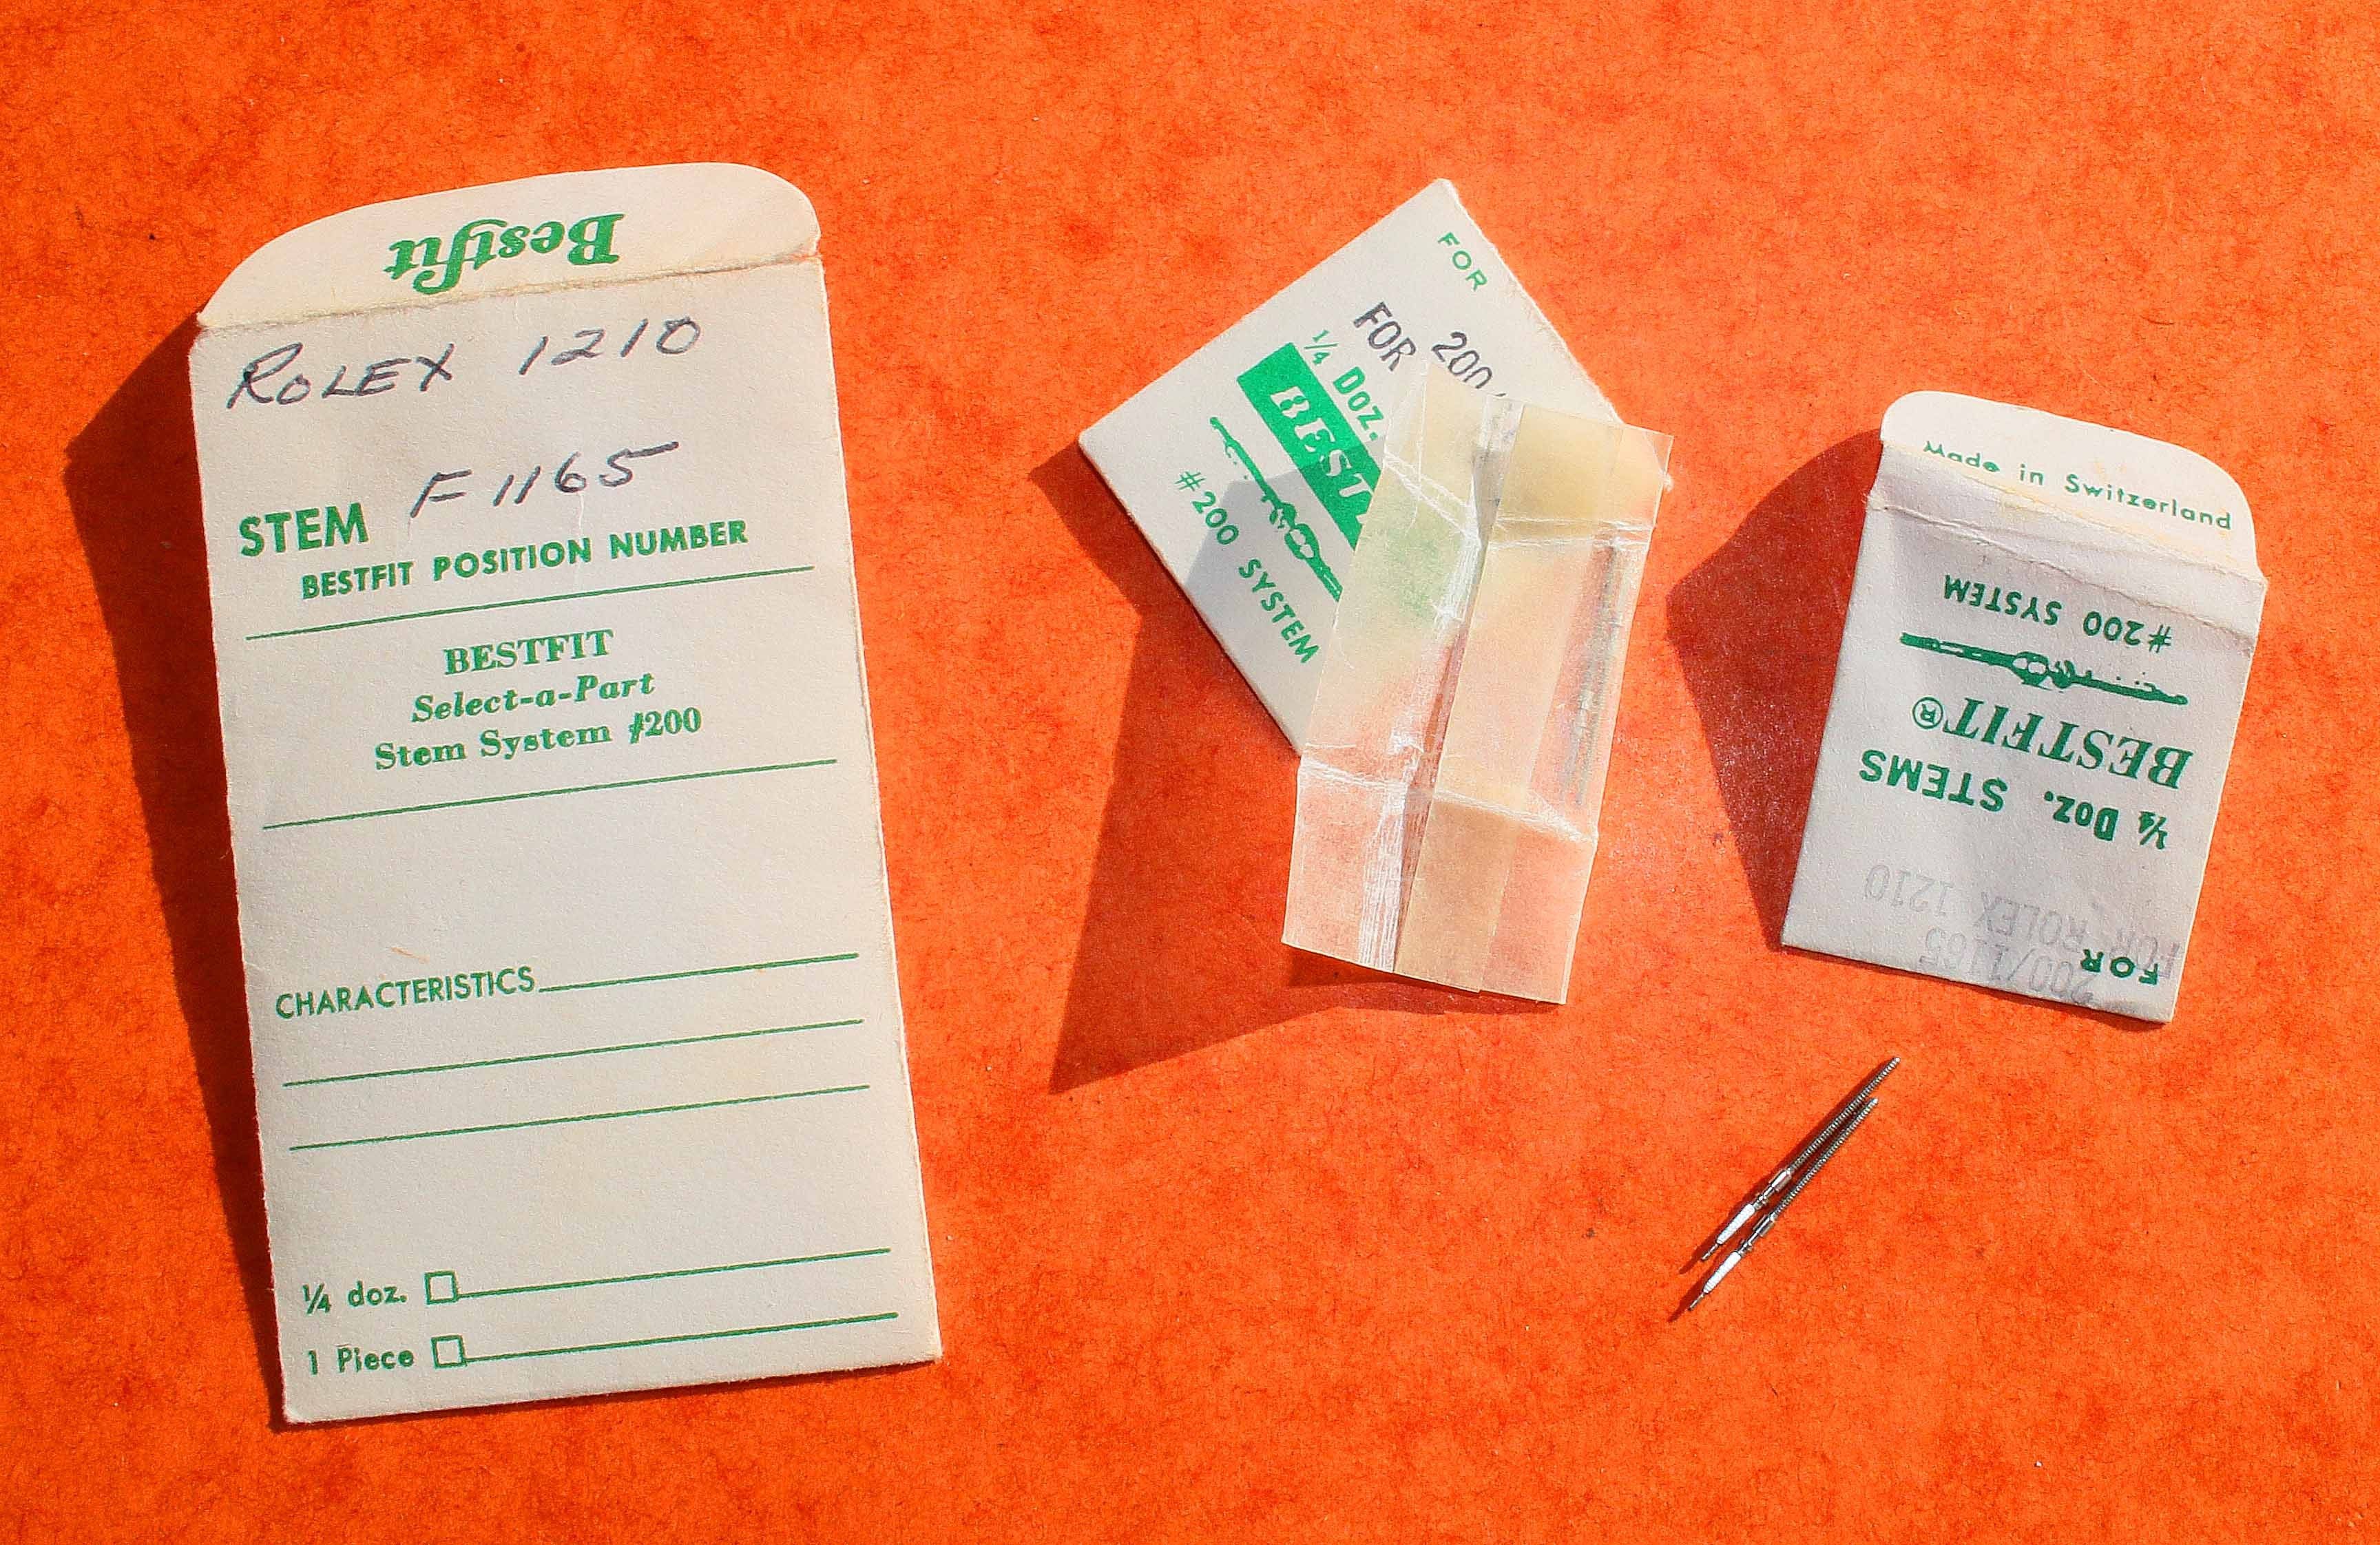 Bestfit
ROLEX 1210
F 1165
STEM
BESTFIT POSITION NUMBER
BESTFIT
Select-a-Part
Stem System #200
CHARACTERISTICS
1/4 doz.
1 Piece
FOR
200
FOR
1/4 Doz.
BEST
#200 SYSTEM
Made in Switzerland
#200 SYSTEM
BESTFIT®
1/4 Doz. STEMS
FOR ROLEX 1210
FOR
200/1165